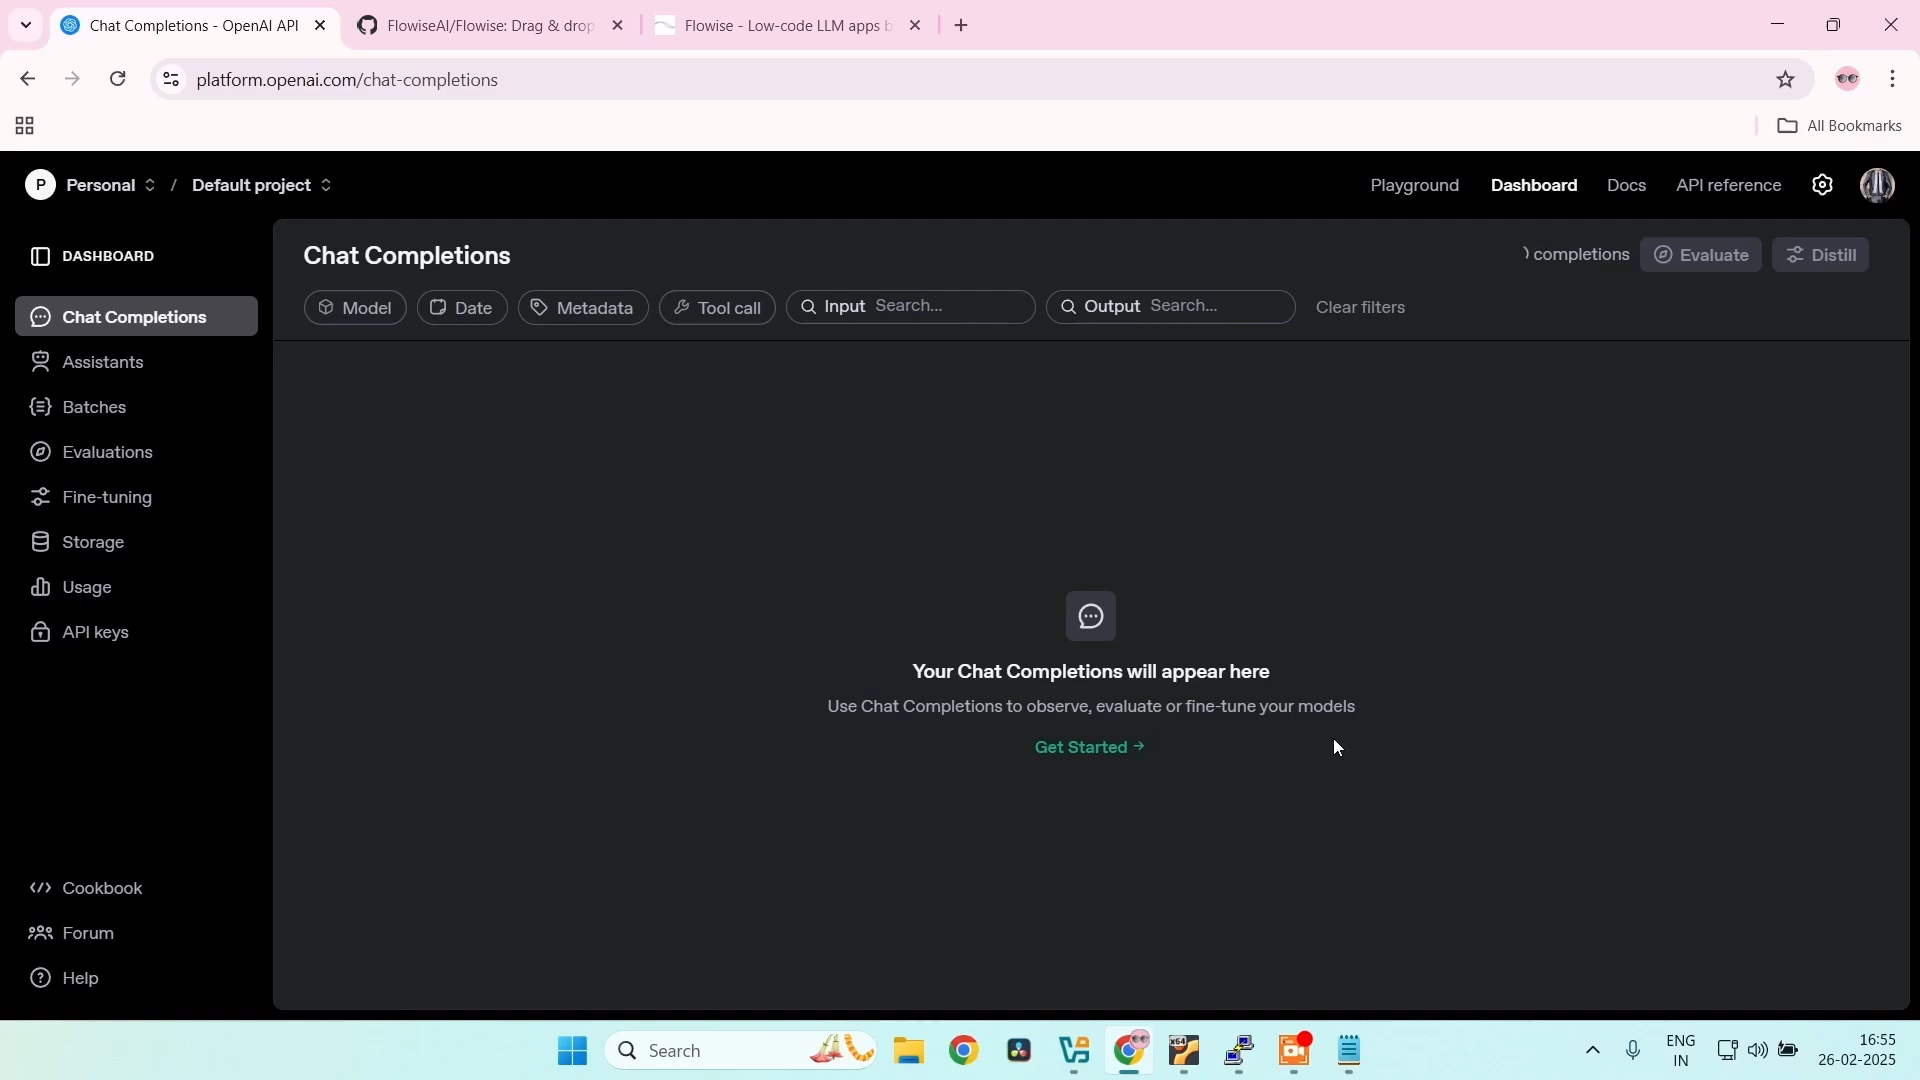 Chat Completions - OpenAI API
FlowiseAI/Flowise: Drag & drop
Flowise - Low-code LLM apps b
platform.openai.com/chat-completions
All Bookmarks
P Personal / Default project
Playground
Dashboard
Docs
API reference
DASHBOARD
Chat Completions
Assistants
Batches
Evaluations
Fine-tuning
Storage
Usage
API keys
Cookbook
Forum
Help
Chat Completions
completions
Evaluate
Distill
Model
Date
Metadata
Tool call
Input Search...
Output Search...
Clear filters
Your Chat Completions will appear here
Use Chat Completions to observe, evaluate or fine-tune your models
Get Started
Search
x64
ENG
IN
16:55
26-02-2025